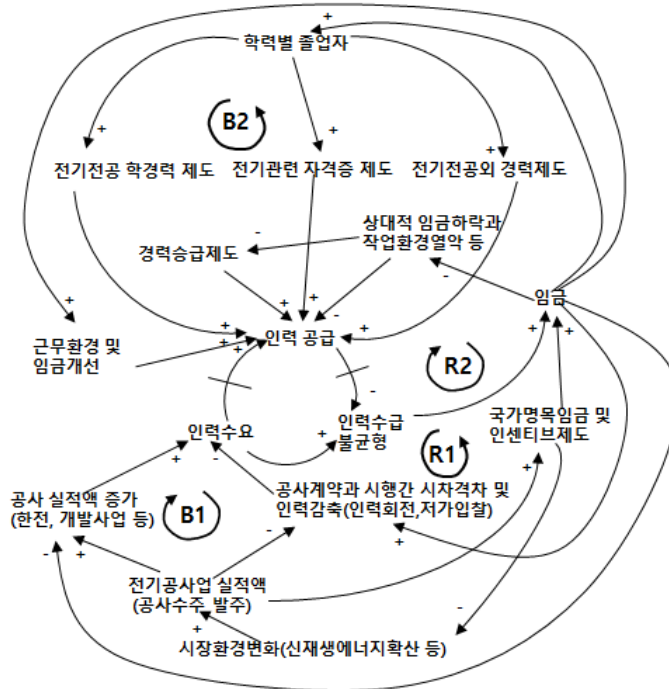 학력별 졸업자
B2
전기전공 학경력 제도
전기관련 자격증 제도
전기전공외 경력제도
상대적 임금하락과
작업환경열악 등
경력승급제도
임금
근무환경 및
임금개선
인력 공급
R2
인력수요
인력수급
불균형
국가명목임금 및
인센티브제도
R1
공사 실적액 증가
(한전, 개발사업 등)
B1
공사계약과 시행간 시차격차 및
인력감축(인력회전,저가입찰)
전기공사업 실적액
(공사수주, 발주)
시장환경변화(신재생에너지확산 등)